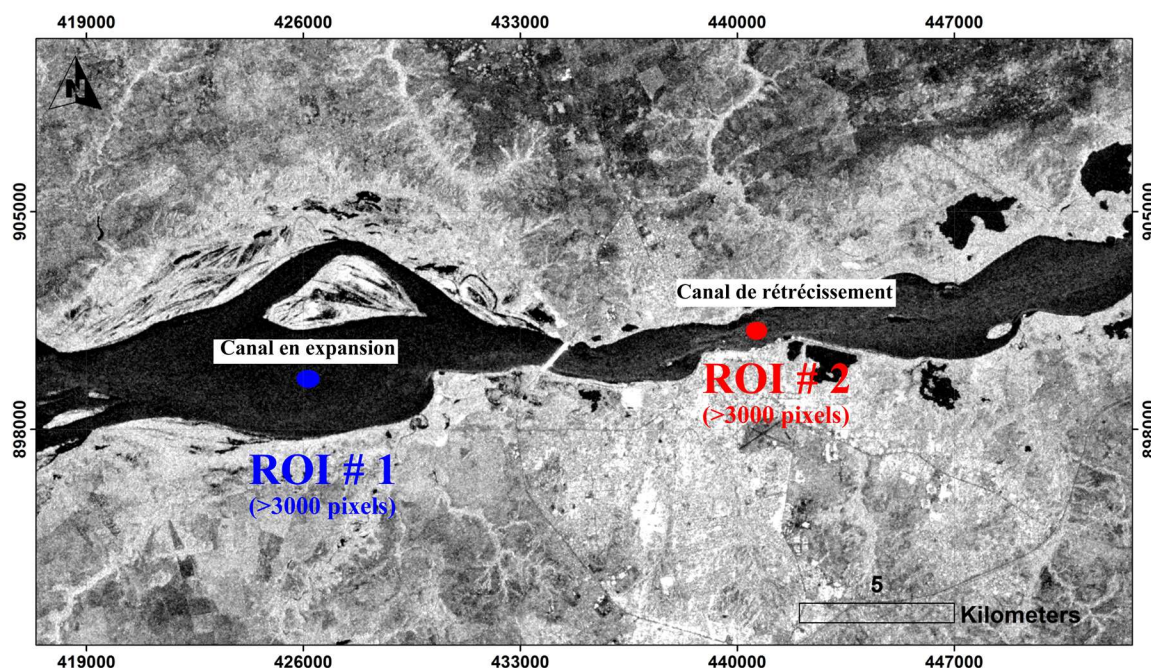 419000 426000 433000 440000 447000
N
905000 905000
Canal de rétrécissement
Canal en expansion
ROI # 2
(>3000 pixels)
898000 898000
ROI # 1
(>3000 pixels)
5
Kilometers
419000 426000 433000 440000 447000